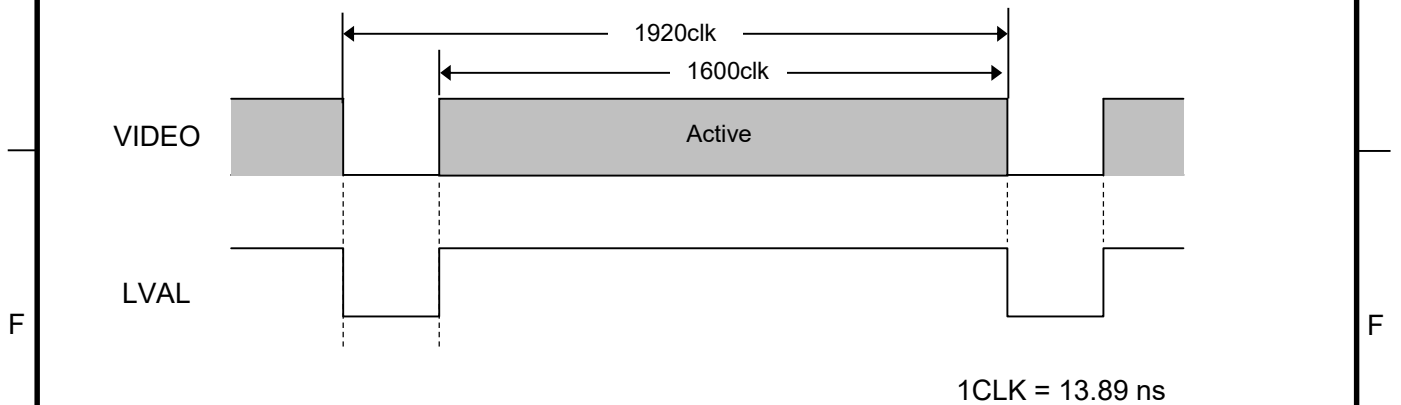 1920clk
1600clk
VIDEO
Active
LVAL
F
F
1CLK = 13.89 ns